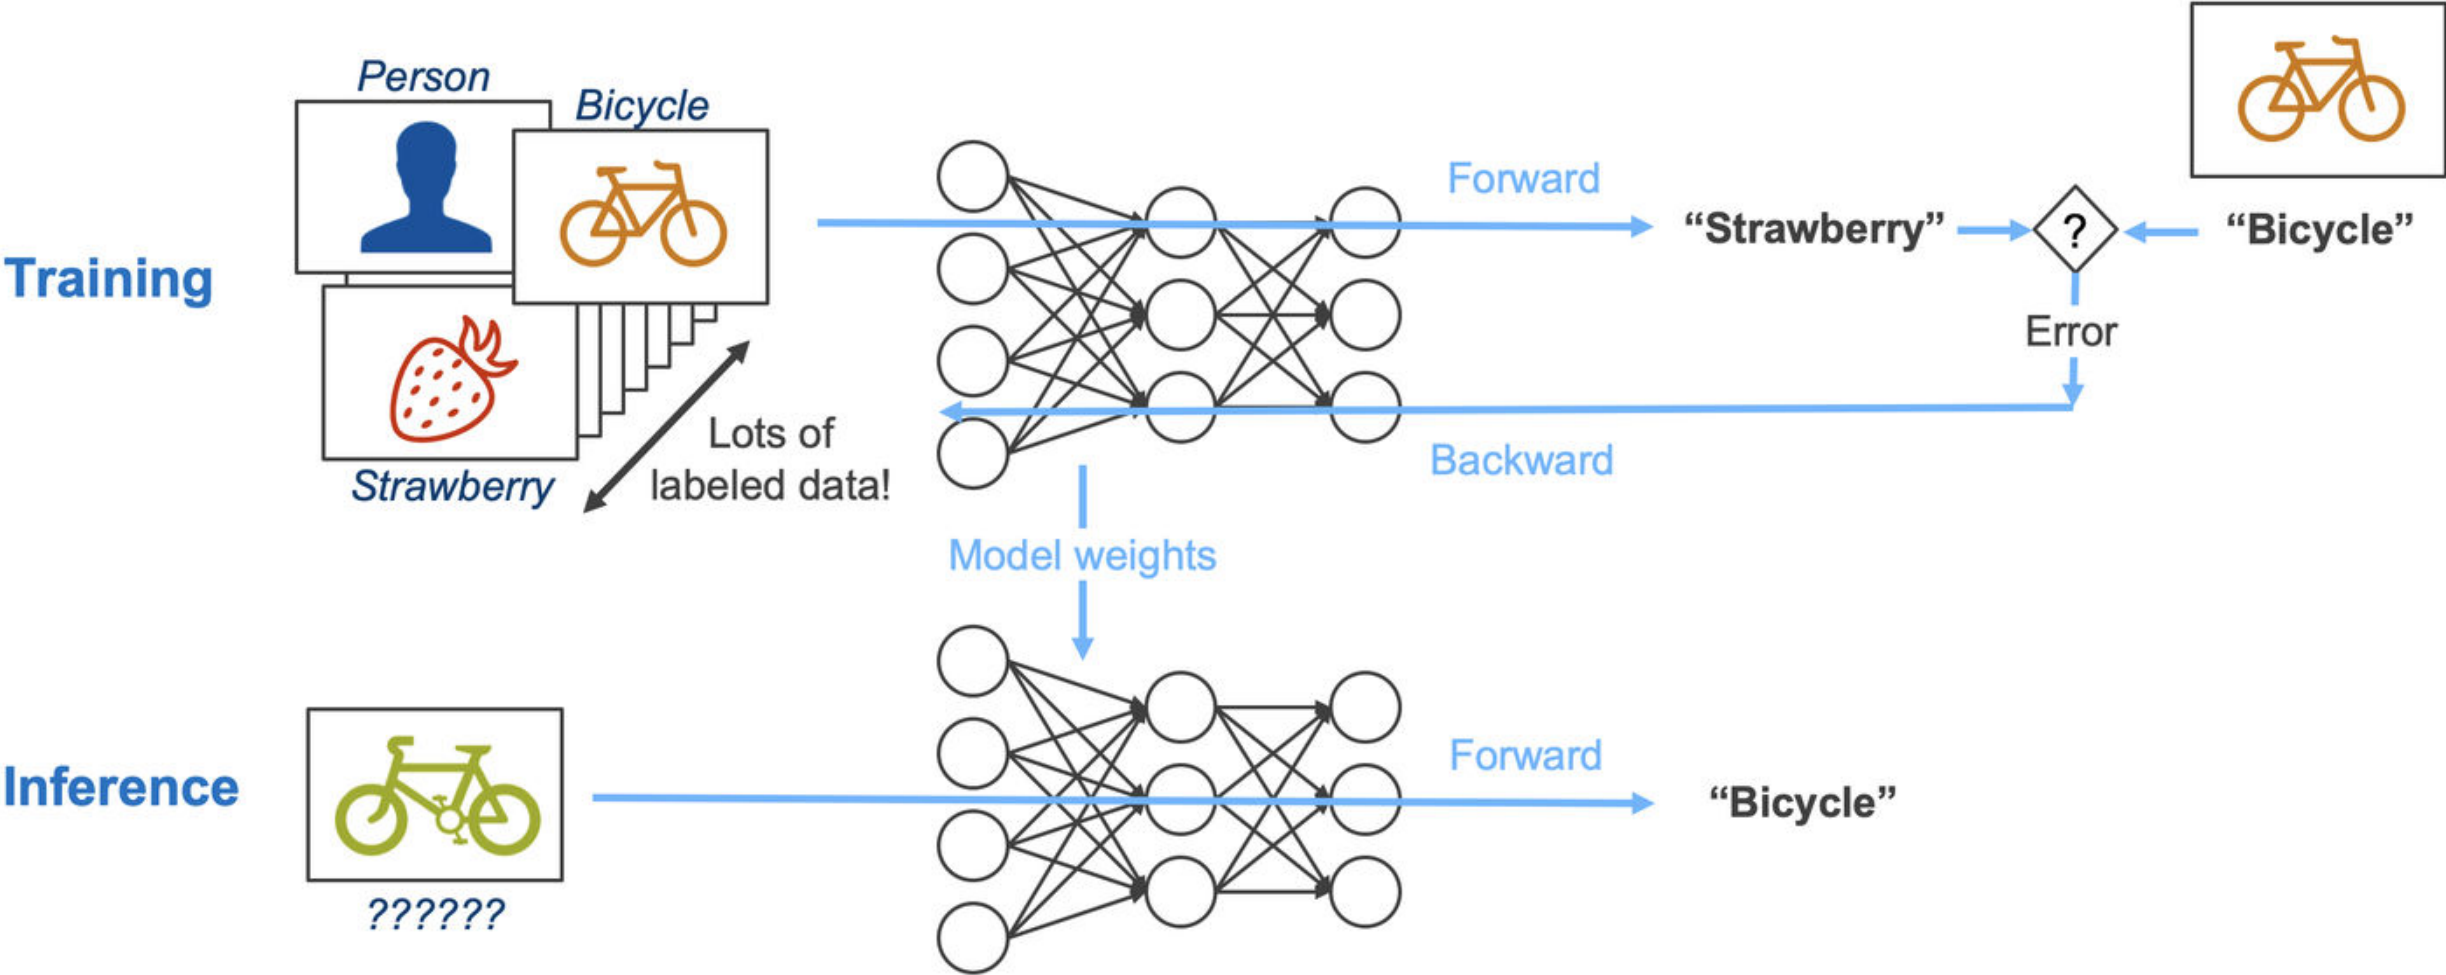 Person
Bicycle
Training
Strawberry
Lots of
labeled data!
Forward
“Strawberry”
?
“Bicycle”
Error
Backward
Model weights
Inference
??????
Forward
“Bicycle”